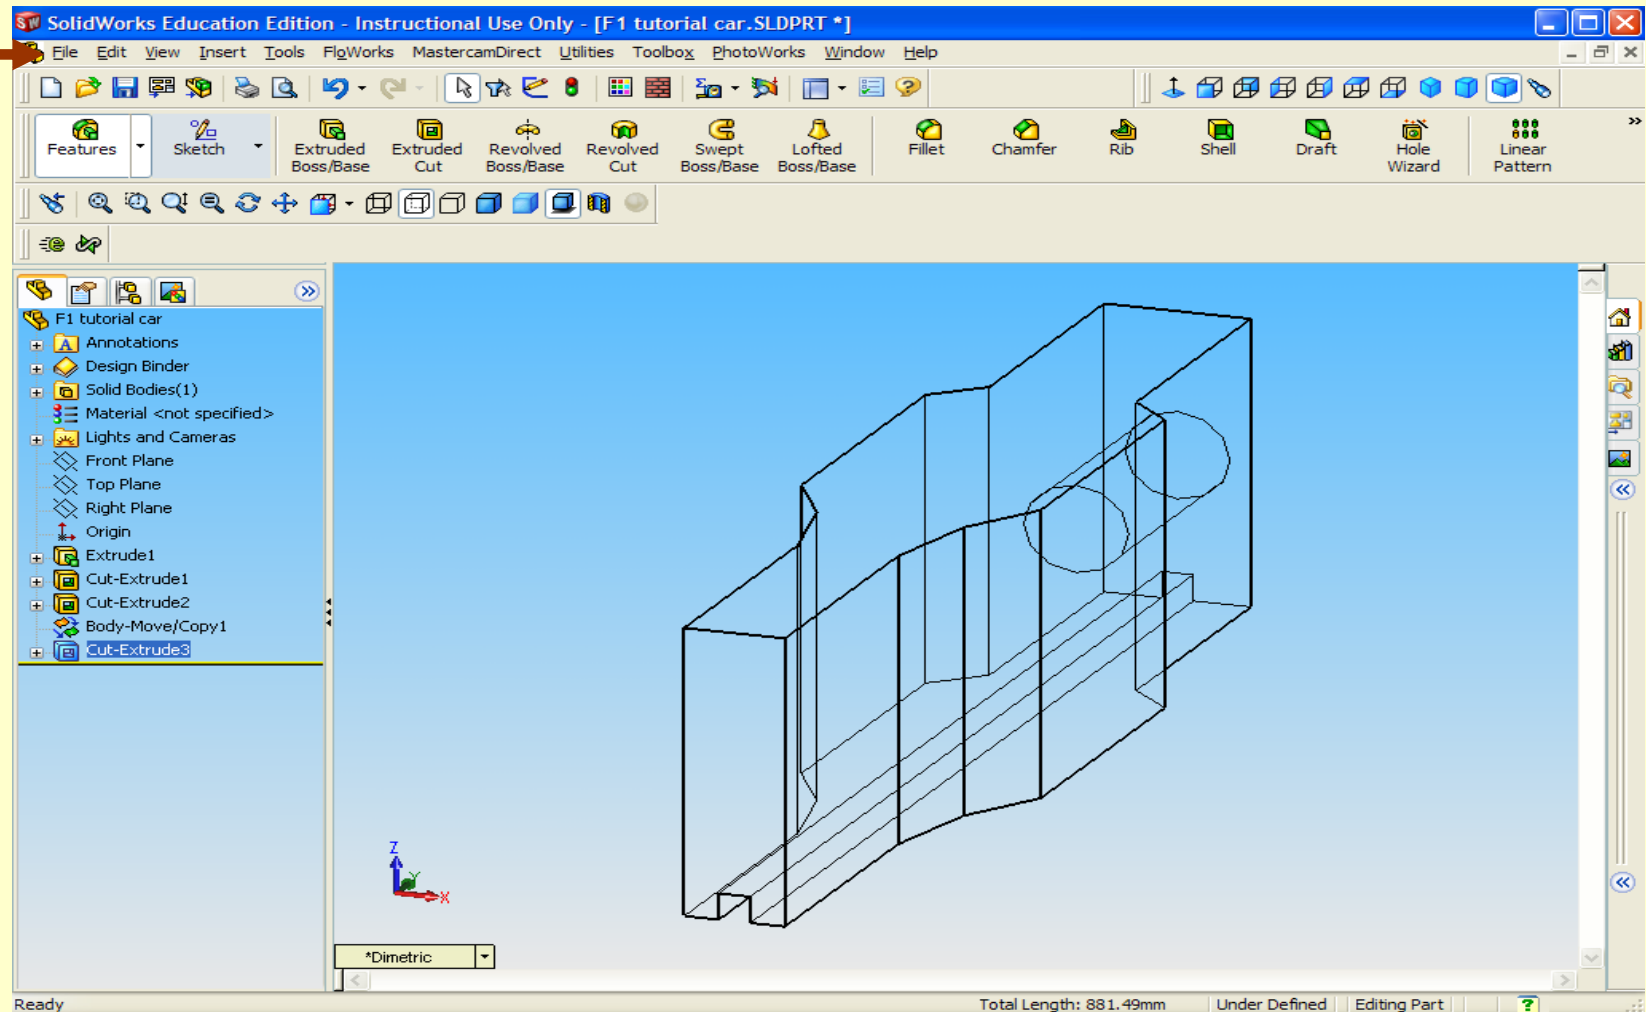 SolidWorks Education Edition - Instructional Use Only - [F1 tutorial car.SLDPRT *]
File Edit View Insert Tools FloWorks MastercamDirect Utilities Toolbox PhotoWorks Window Help
Features Sketch Extruded Boss/Base Extruded Cut Revolved Boss/Base Revolved Cut Swept Boss/Base Lofted Boss/Base Fillet Chamfer Rib Shell Draft Hole Wizard Linear Pattern
F1 tutorial car
A Annotations
Design Binder
Solid Bodies(1)
Material <not specified>
Lights and Cameras
Front Plane
Top Plane
Right Plane
Origin
Extrude1
Cut-Extrude1
Cut-Extrude2
Body-Move/Copy1
Cut-Extrude3
Z
Y
X
*Dimetric
Ready Total Length: 881.49mm Under Defined Editing Part ?